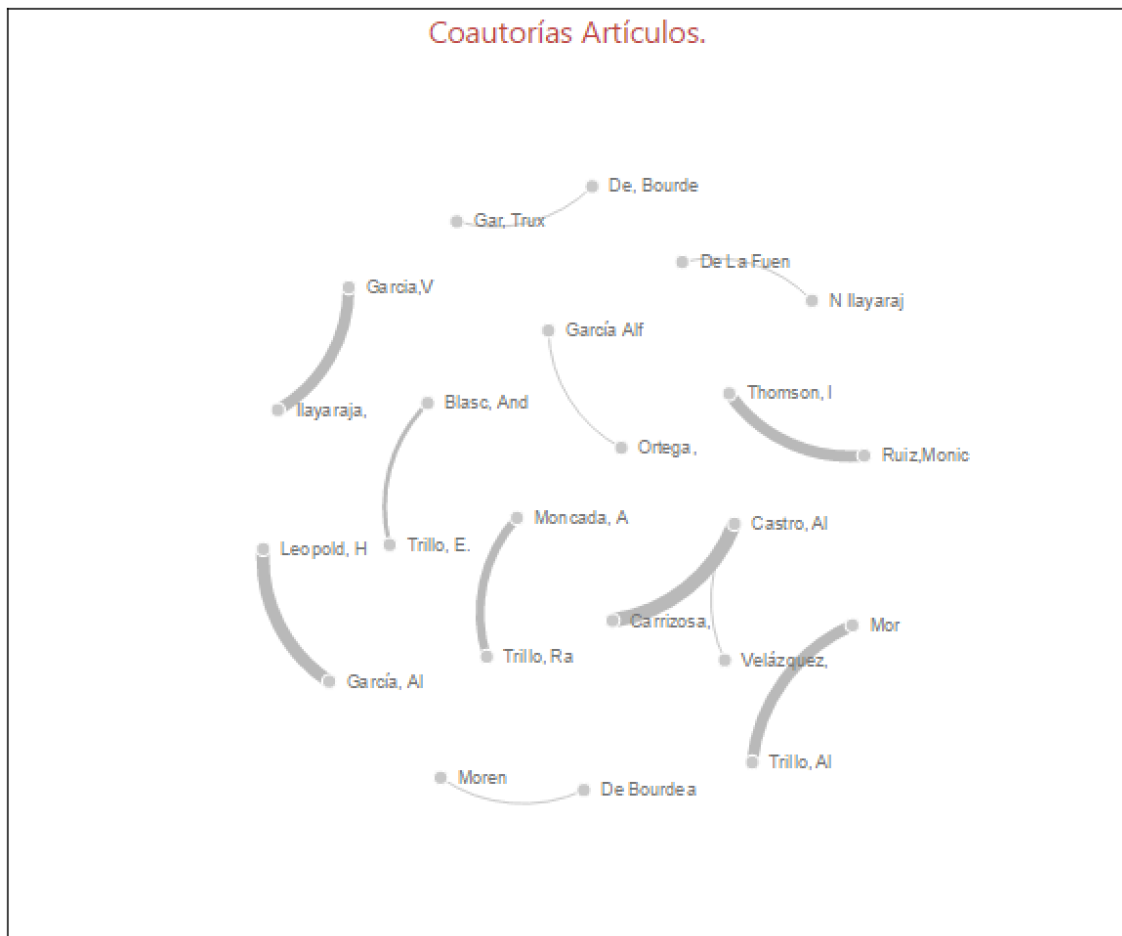 Coautorías Artículos.
De, Bourde
Gar, Trux
De La Fuen
Garcia,V
N Ilayaraj
García Alf
Thomson, I
Blasc, And
Ilayaraja,
Ortega,
Ruiz,Monic
Moncada, A
Castro, Al
Trillo, E.
Leopold, H
Carrizosa,
Mor
Trillo, Ra
Velázquez,
García, Al
Trillo, Al
Moren
De Bourdea